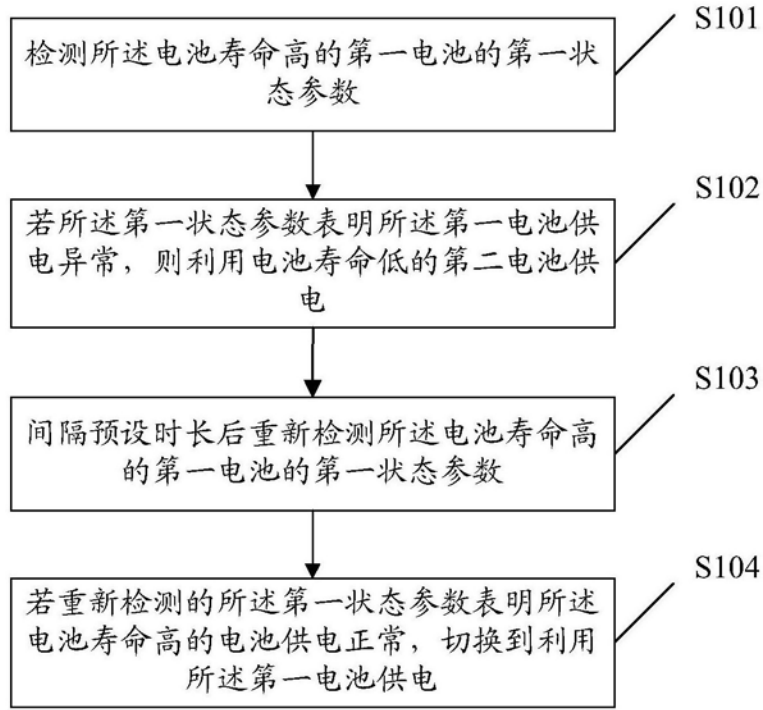 S101
检测所述电池寿命高的第一电池的第一状
态参数
S102
若所述第一状态参数表明所述第一电池供
电异常，则利用电池寿命低的第二电池供
电
S103
间隔预设时长后重新检测所述电池寿命高
的第一电池的第一状态参数
S104
若重新检测的所述第一状态参数表明所述
电池寿命高的电池供电正常，切换到利用
所述第一电池供电